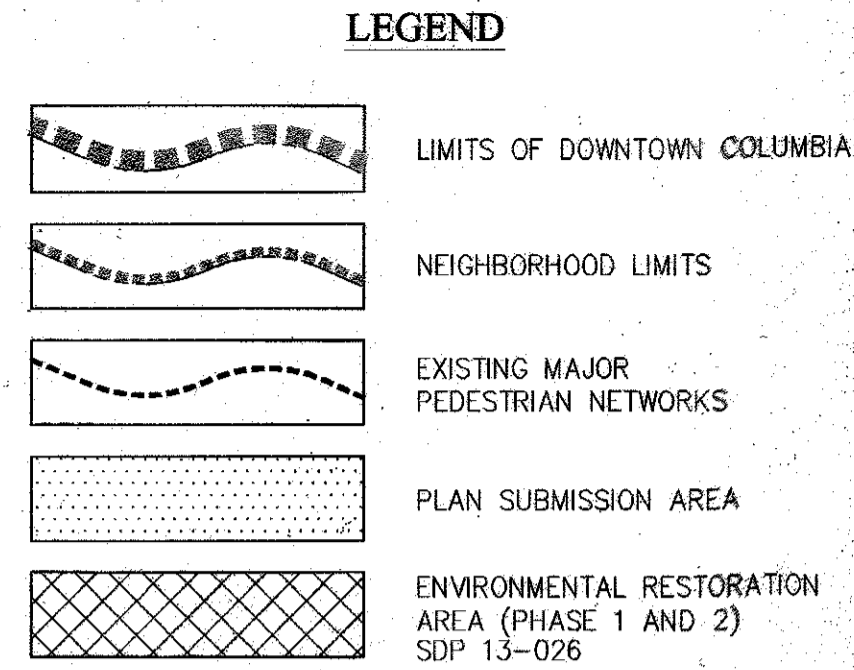 LEGEND
LIMITS OF DOWNTOWN COLUMBIA
NEIGHBORHOOD LIMITS
EXISTING MAJOR
PEDESTRIAN NETWORKS
PLAN SUBMISSION AREA
ENVIRONMENTAL RESTORATION
AREA (PHASE 1 AND 2)
SDP 13-026